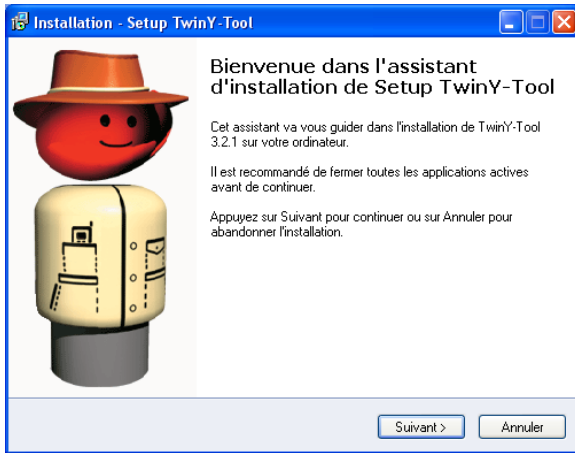 Installation - Setup TwinY-Tool
Bienvenue dans l'assistant
d'installation de Setup TwinY-Tool
Cet assistant va vous guider dans l'installation de TwinY-Tool
3.2.1 sur votre ordinateur.
Il est recommandé de fermer toutes les applications actives
avant de continuer.
Appuyez sur Suivant pour continuer ou sur Annuler pour
abandonner l'installation.
Suivant >
Annuler